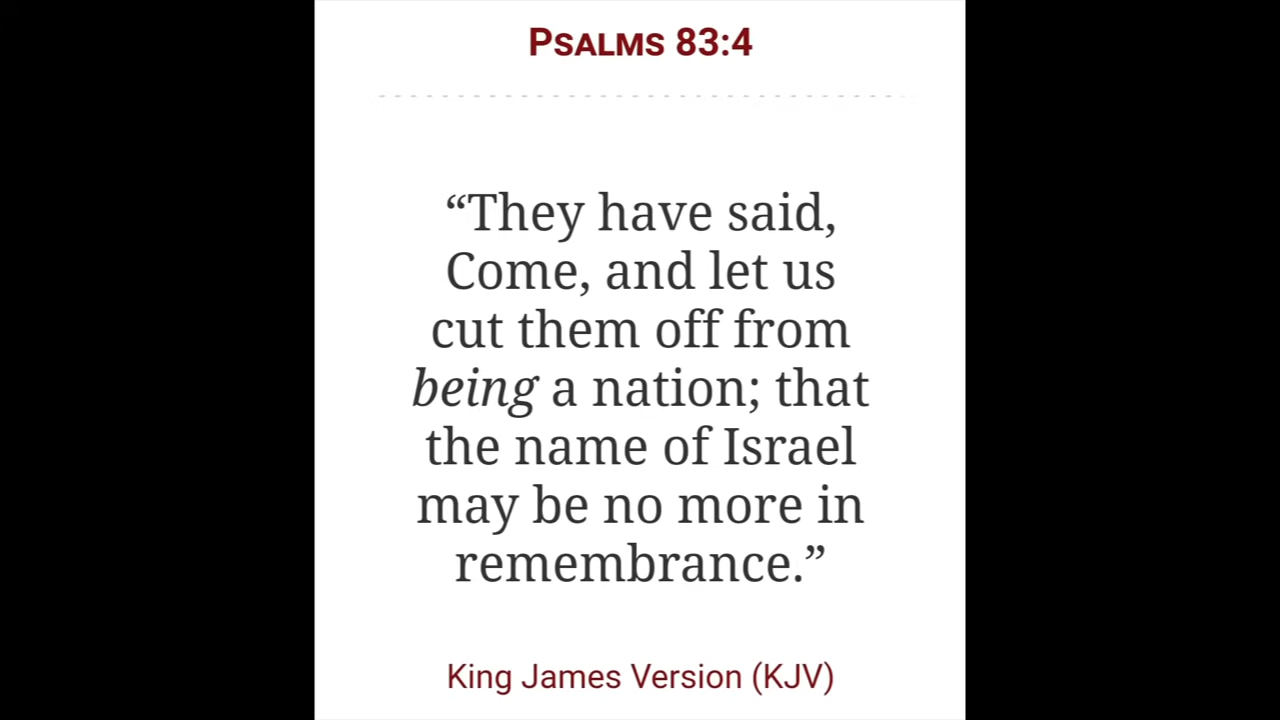 Psalms 83:4
“They have said,
Come, and let us
cut them off from
being a nation; that
the name of Israel
may be no more in
remembrance.”
King James Version (KJV)